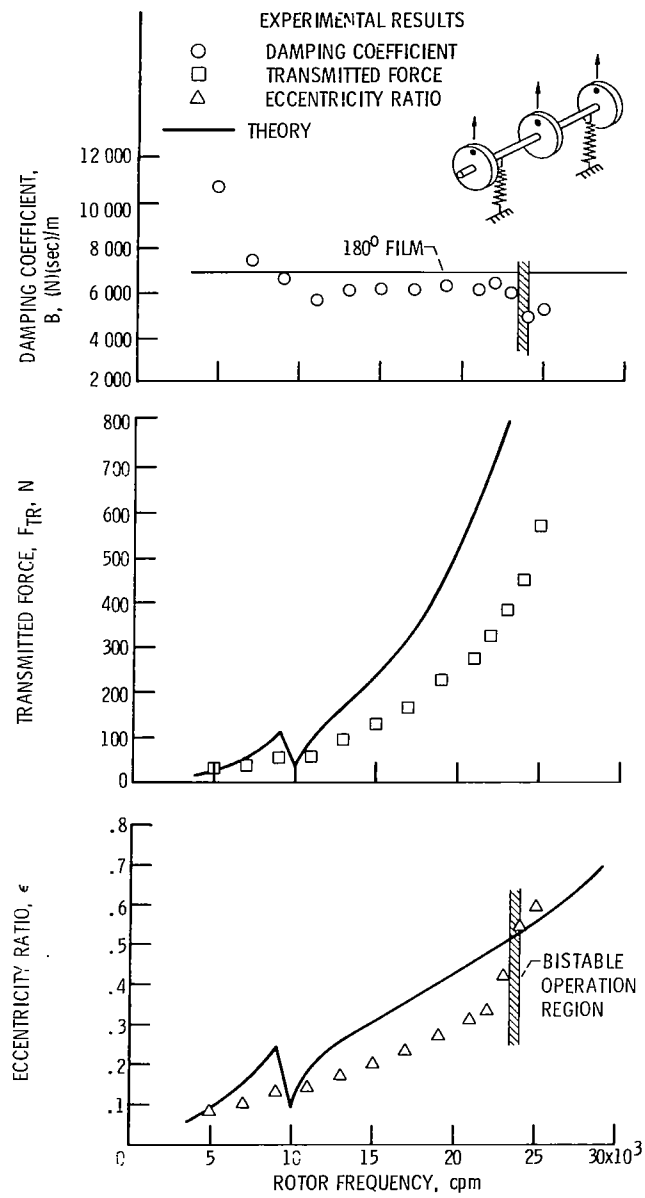 EXPERIMENTAL RESULTS
DAMPING COEFFICIENT
TRANSMITTED FORCE
ECCENTRICITY RATIO
THEORY
12 000
10 000
8 000
6 000
4 000
2 000
DAMPING COEFFICIENT,
B, (N)(sec)/m
180⁰ FILM
800
700
600
500
400
300
200
100
0
TRANSMITTED FORCE, F_TR, N
.8
.7
.6
.5
.4
.3
.2
.1
ECCENTRICITY RATIO, ϵ
BISTABLE
OPERATION
REGION
0 5 10 15 20 25 30x10³
ROTOR FREQUENCY, cpm